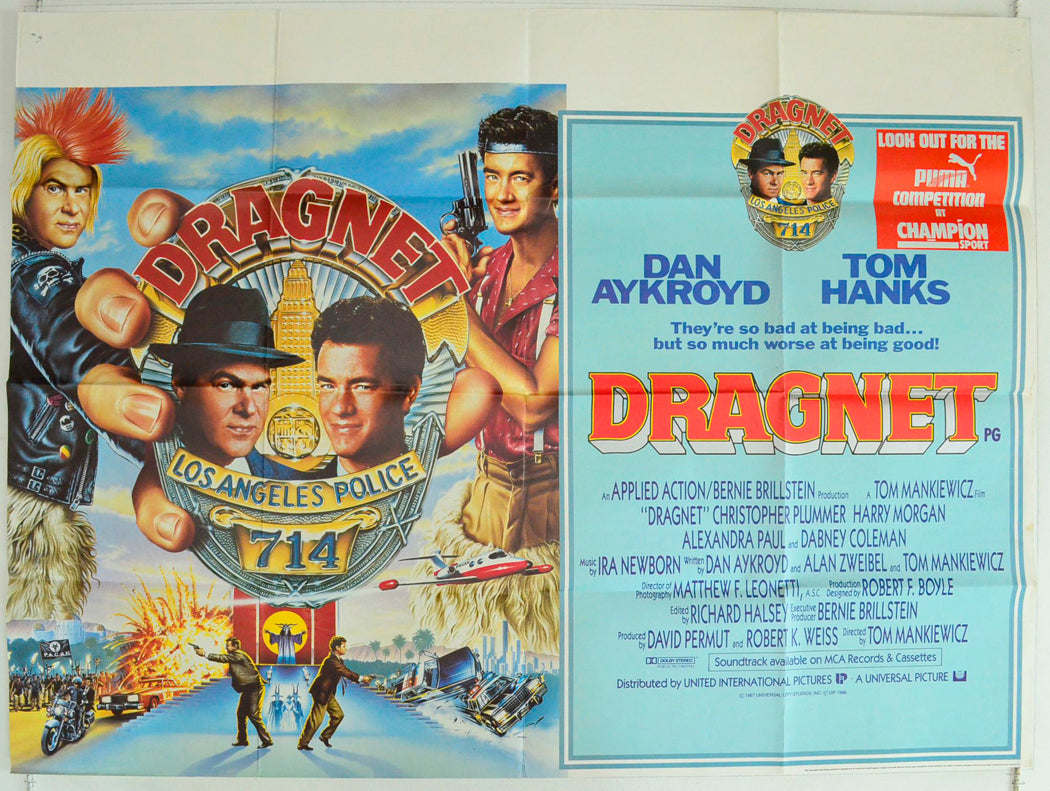 DRAGNET
LOS ANGELES POLICE
714
P.A.G.A.N.
DRAGNET
LOS ANGELES POLICE
714
LOOK OUT FOR THE
PUMA
COMPETITION
AT
CHAMPION
SPORT
DAN AYKROYD
TOM HANKS
They're so bad at being bad...
but so much worse at being good!
DRAGNET PG
An APPLIED ACTION/BERNIE BRILLSTEIN Production A TOM MANKIEWICZ Film
"DRAGNET" CHRISTOPHER PLUMMER HARRY MORGAN
ALEXANDRA PAUL and DABNEY COLEMAN
Music by IRA NEWBORN Written by DAN AYKROYD and ALAN ZWEIBEL and TOM MANKIEWICZ
Director of Photography MATTHEW F. LEONETTI, A.S.C. Production Designed by ROBERT F. BOYLE
Edited by RICHARD HALSEY Executive Producer BERNIE BRILLSTEIN
Produced by DAVID PERMUT and ROBERT K. WEISS Directed by TOM MANKIEWICZ
DOLBY STEREO
Soundtrack available on MCA Records & Cassettes
Distributed by UNITED INTERNATIONAL PICTURES · A UNIVERSAL PICTURE